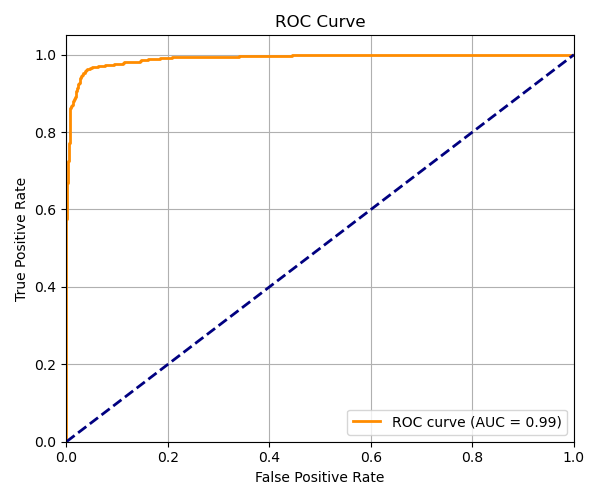 ROC Curve
True Positive Rate
1.0
0.8
0.6
0.4
0.2
0.0
0.0 0.2 0.4 0.6 0.8 1.0
False Positive Rate
ROC curve (AUC = 0.99)